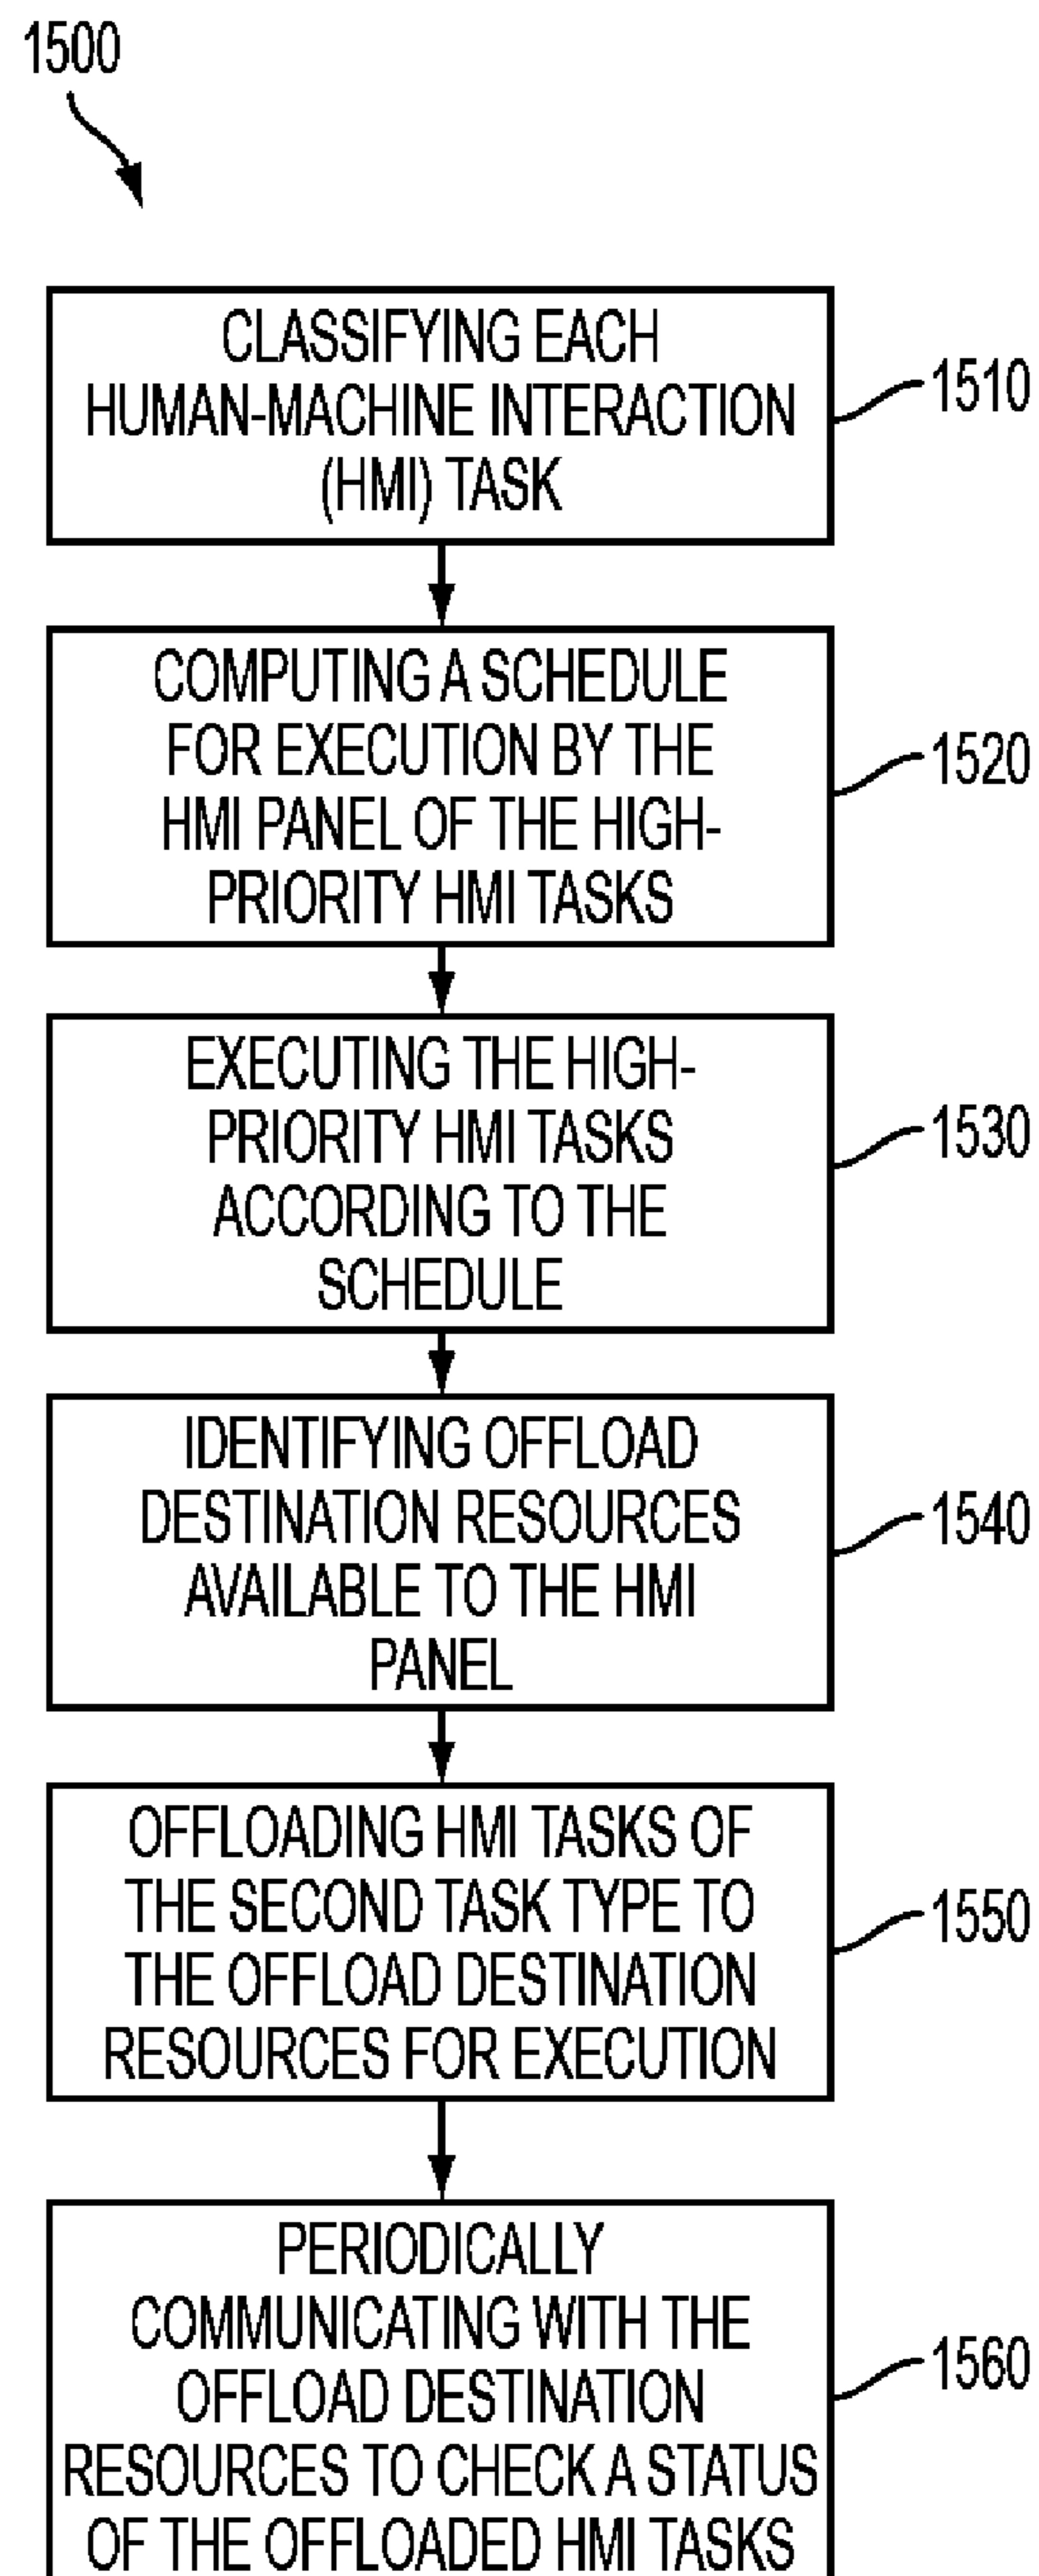 1500
CLASSIFYING EACH
HUMAN-MACHINE INTERACTION
(HMI) TASK
1510
COMPUTING A SCHEDULE
FOR EXECUTION BY THE
HMI PANEL OF THE HIGH-
PRIORITY HMI TASKS
1520
EXECUTING THE HIGH-
PRIORITY HMI TASKS
ACCORDING TO THE
SCHEDULE
1530
IDENTIFYING OFFLOAD
DESTINATION RESOURCES
AVAILABLE TO THE HMI
PANEL
1540
OFFLOADING HMI TASKS OF
THE SECOND TASK TYPE TO
THE OFFLOAD DESTINATION
RESOURCES FOR EXECUTION
1550
PERIODICALLY
COMMUNICATING WITH THE
OFFLOAD DESTINATION
RESOURCES TO CHECK A STATUS
OF THE OFFLOADED HMI TASKS
1560